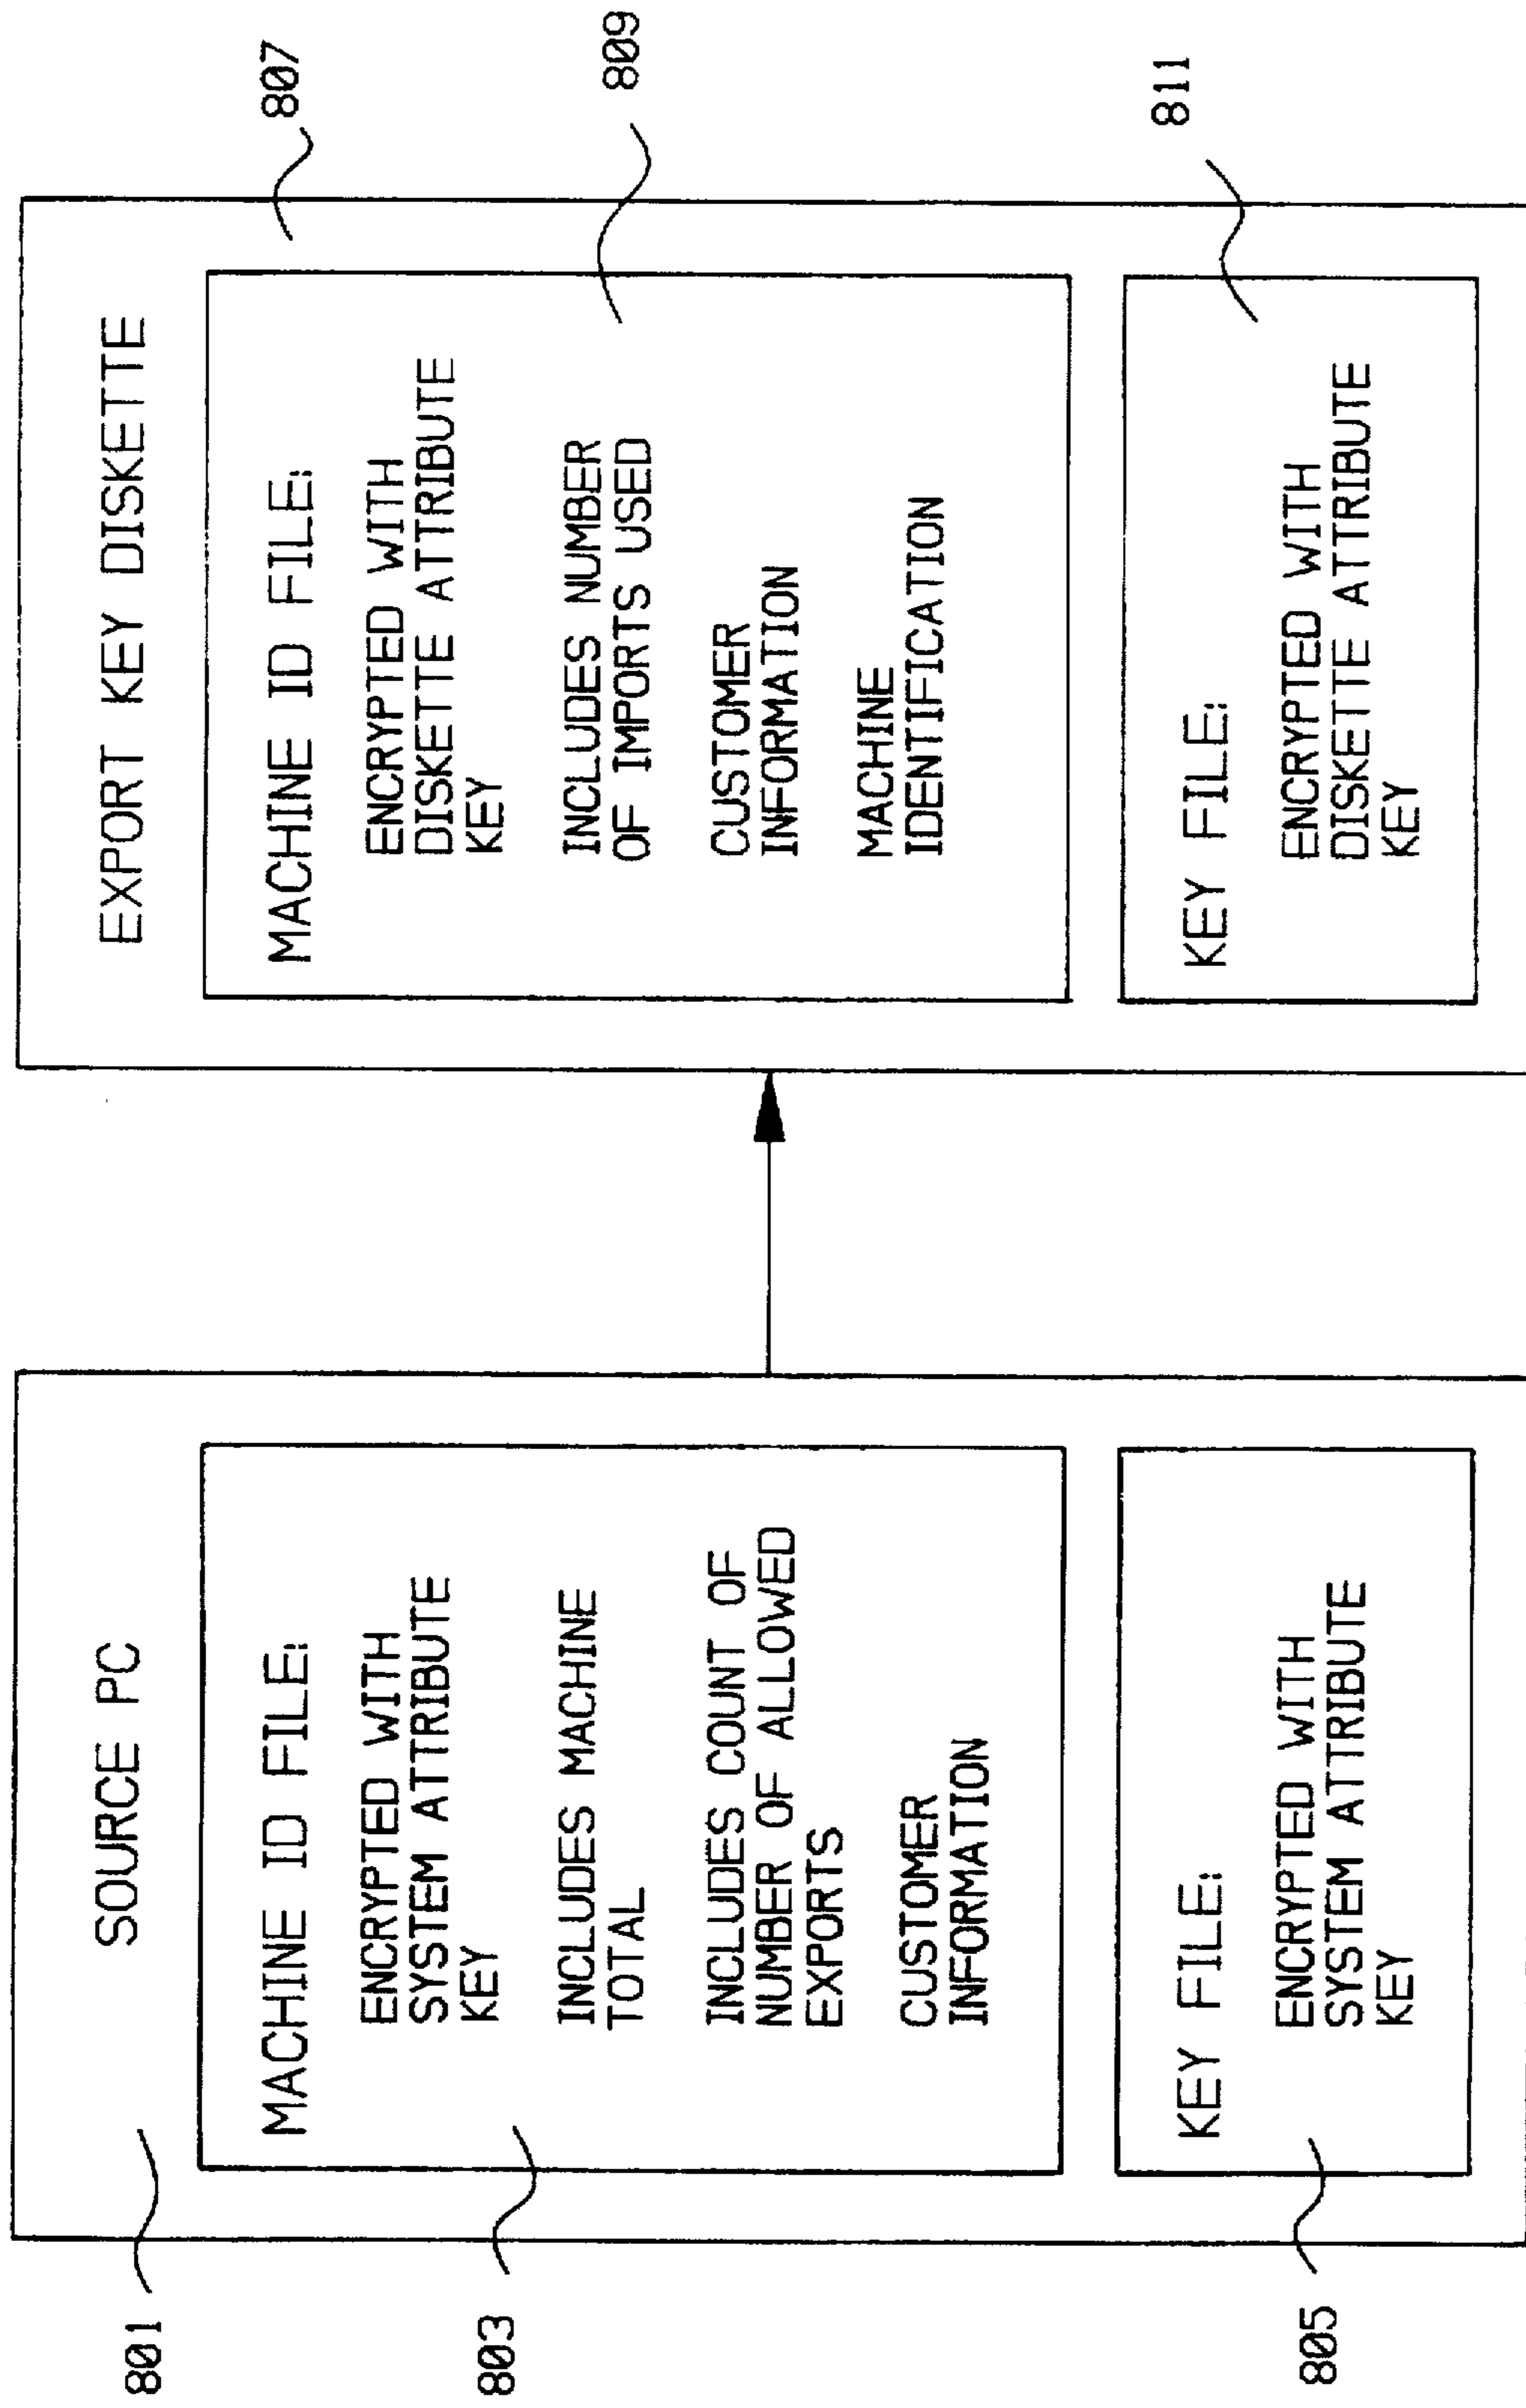 801
SOURCE PC
803
MACHINE ID FILE:
ENCRYPTED WITH
SYSTEM ATTRIBUTE
KEY
INCLUDES MACHINE
TOTAL
INCLUDES COUNT OF
NUMBER OF ALLOWED
EXPORTS
CUSTOMER
INFORMATION
805
KEY FILE:
ENCRYPTED WITH
SYSTEM ATTRIBUTE
KEY
EXPORT KEY DISKETTE
807
MACHINE ID FILE:
ENCRYPTED WITH
DISKETTE ATTRIBUTE
KEY
INCLUDES NUMBER
OF IMPORTS USED
CUSTOMER
INFORMATION
MACHINE
IDENTIFICATION
809
KEY FILE:
ENCRYPTED WITH
DISKETTE ATTRIBUTE
KEY
811